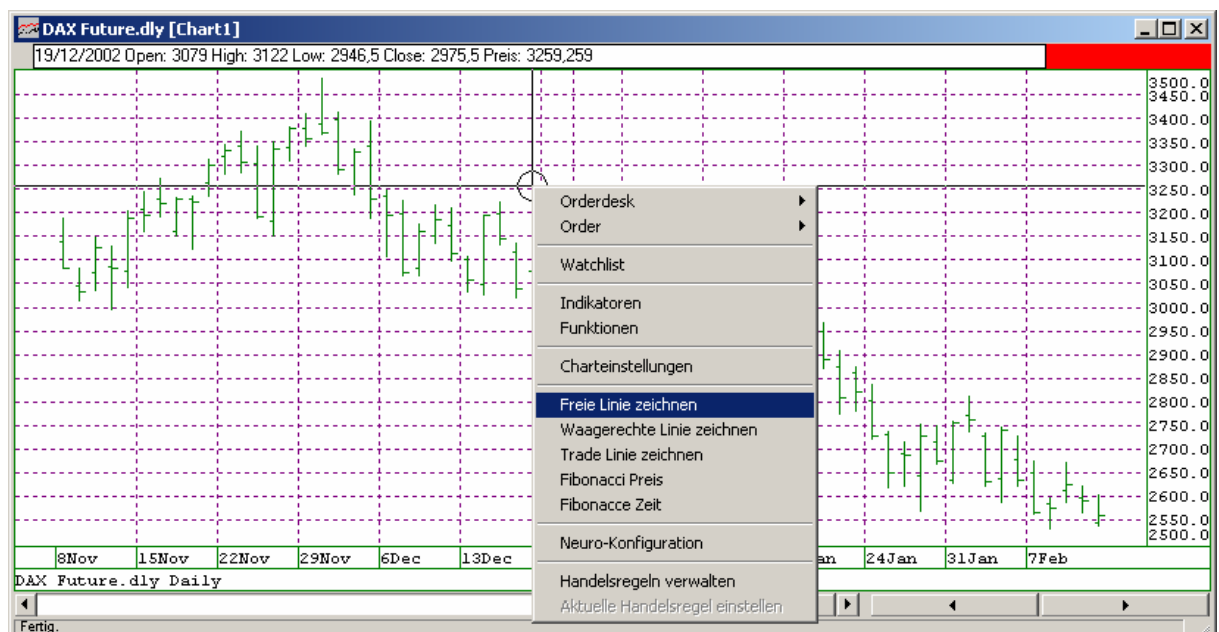 DAX Future.dly [Chart1]
19/12/2002 Open: 3079 High: 3122 Low: 2946,5 Close: 2975,5 Preis: 3259,259
3500.0
3450.0
3400.0
3350.0
3300.0
3250.0
3200.0
3150.0
3100.0
3050.0
3000.0
2950.0
2900.0
2850.0
2800.0
2750.0
2700.0
2650.0
2600.0
2550.0
2500.0
Orderdesk
Order
Watchlist
Indikatoren
Funktionen
Charteinstellungen
Freie Linie zeichnen
Waagerechte Linie zeichnen
Trade Linie zeichnen
Fibonacci Preis
Fibonacce Zeit
Neuro-Konfiguration
Handelsregeln verwalten
Aktuelle Handelsregel einstellen
8Nov 15Nov 22Nov 29Nov 6Dec 13Dec an 24Jan 31Jan 7Feb
DAX Future.dly Daily
Fertig.